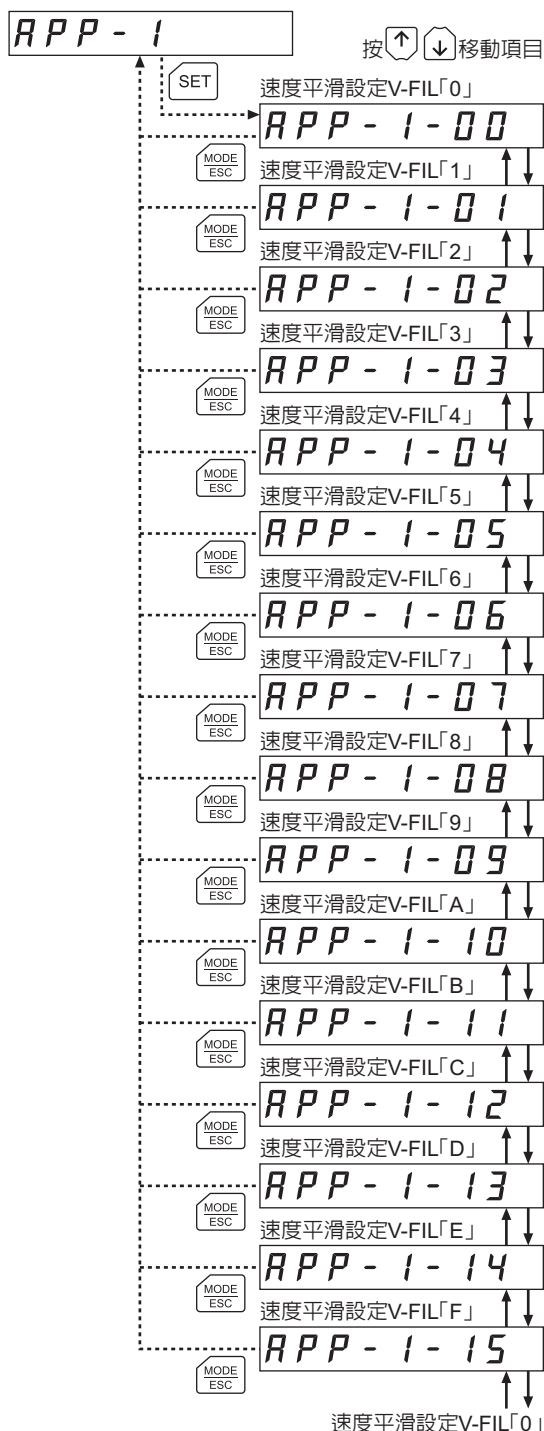 APP-1
按↑↓移動項目
SET
速度平滑設定V-FIL「0」
APP-1-00
MODE
ESC
速度平滑設定V-FIL「1」
APP-1-01
MODE
ESC
速度平滑設定V-FIL「2」
APP-1-02
MODE
ESC
速度平滑設定V-FIL「3」
APP-1-03
MODE
ESC
速度平滑設定V-FIL「4」
APP-1-04
MODE
ESC
速度平滑設定V-FIL「5」
APP-1-05
MODE
ESC
速度平滑設定V-FIL「6」
APP-1-06
MODE
ESC
速度平滑設定V-FIL「7」
APP-1-07
MODE
ESC
速度平滑設定V-FIL「8」
APP-1-08
MODE
ESC
速度平滑設定V-FIL「9」
APP-1-09
MODE
ESC
速度平滑設定V-FIL「A」
APP-1-10
MODE
ESC
速度平滑設定V-FIL「B」
APP-1-11
MODE
ESC
速度平滑設定V-FIL「C」
APP-1-12
MODE
ESC
速度平滑設定V-FIL「D」
APP-1-13
MODE
ESC
速度平滑設定V-FIL「E」
APP-1-14
MODE
ESC
速度平滑設定V-FIL「F」
APP-1-15
MODE
ESC
速度平滑設定V-FIL「0」